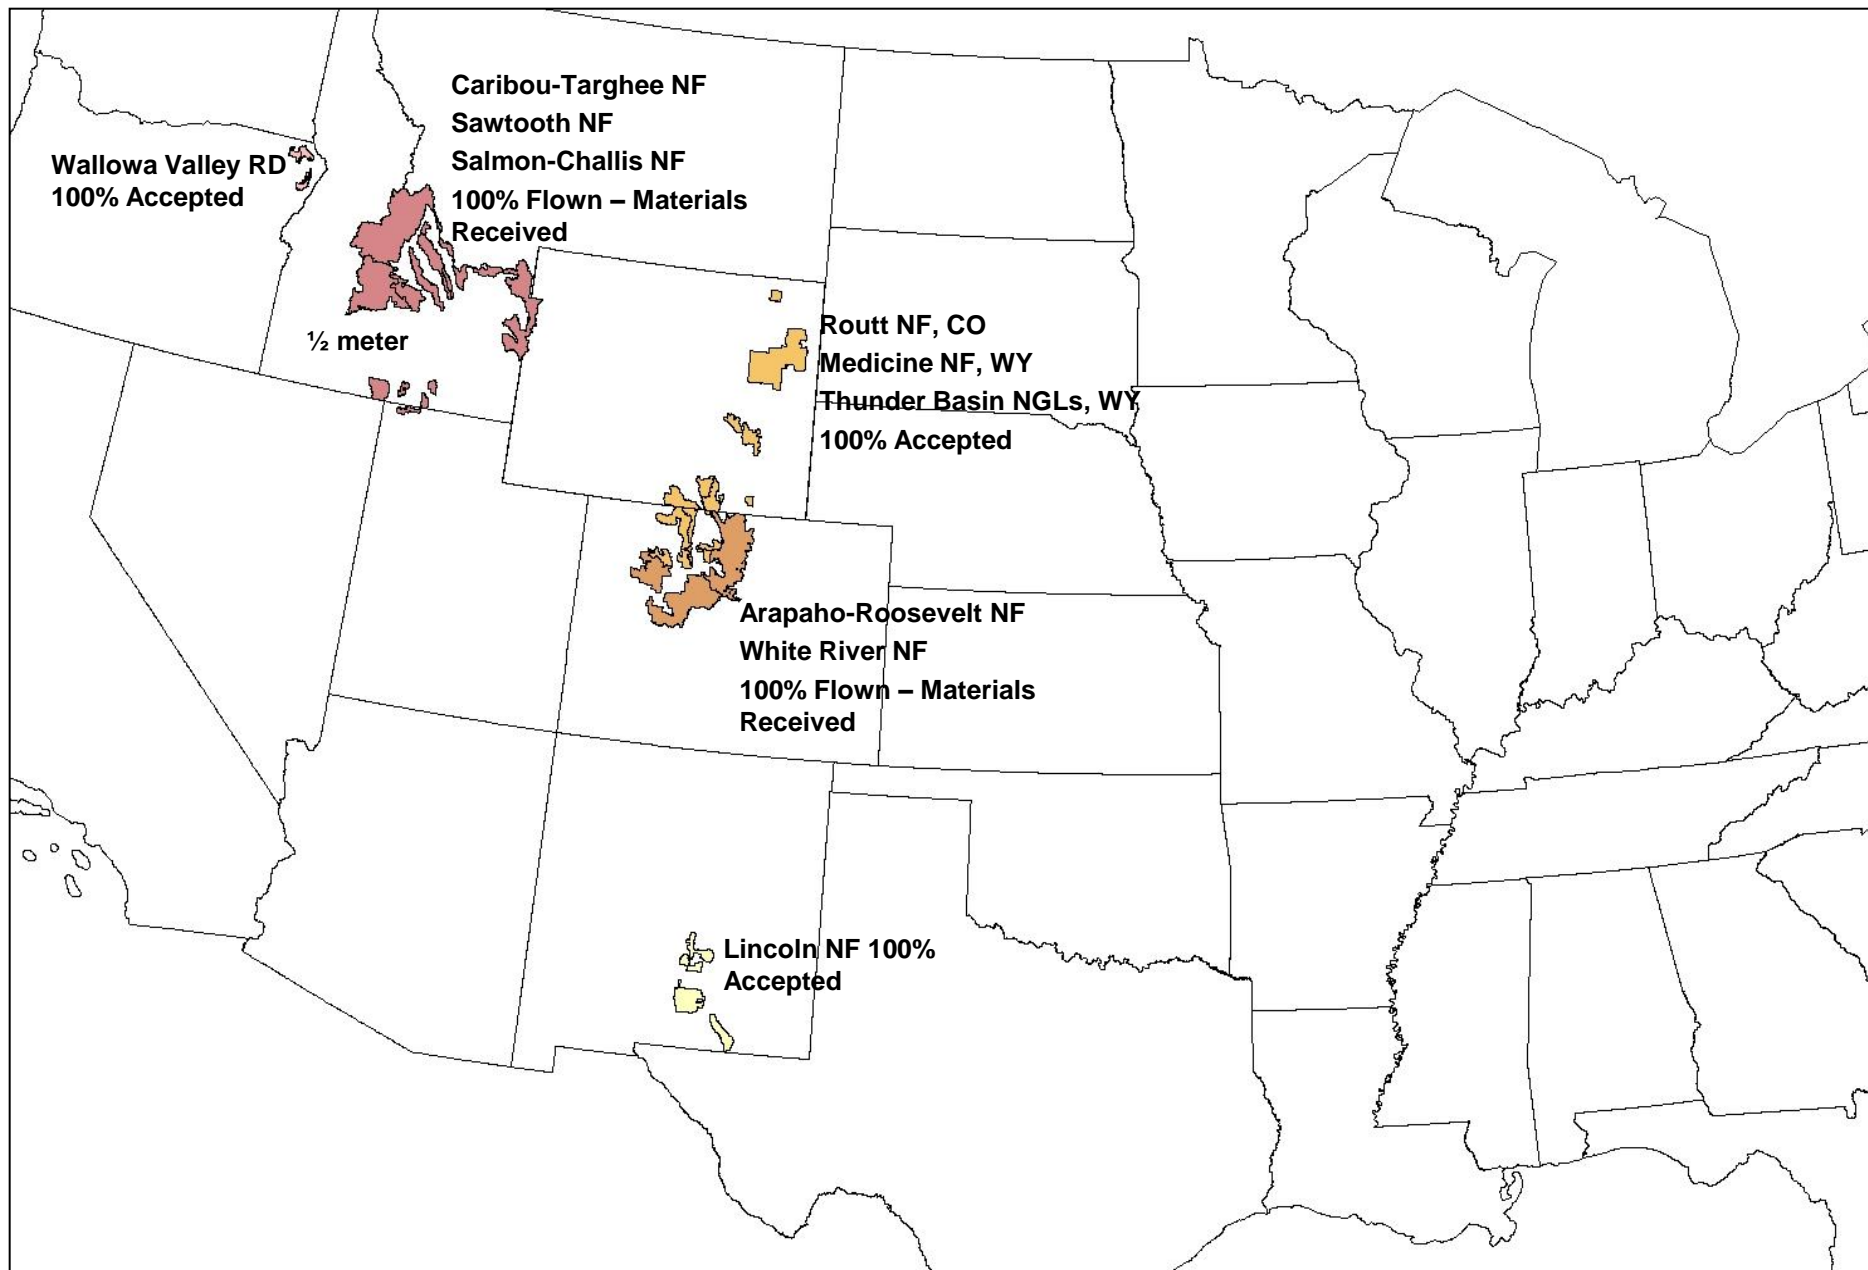 Caribou-Targhee NF
Sawtooth NF
Salmon-Challis NF
100% Flown – Materials
Received
Wallowa Valley RD
100% Accepted
½ meter
Routt NF, CO
Medicine NF, WY
Thunder Basin NGLs, WY
100% Accepted
Arapaho-Roosevelt NF
White River NF
100% Flown – Materials
Received
Lincoln NF 100%
Accepted